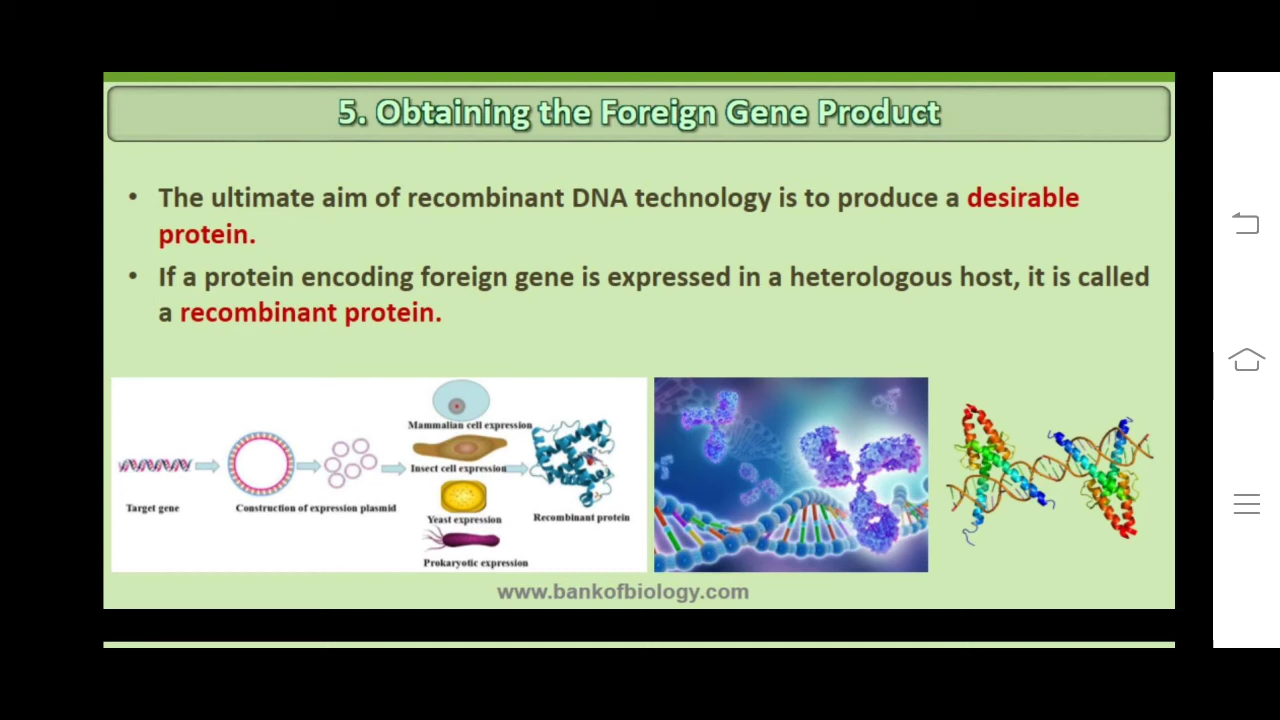 5. Obtaining the Foreign Gene Product
• The ultimate aim of recombinant DNA technology is to produce a desirable
protein.
• If a protein encoding foreign gene is expressed in a heterologous host, it is called
a recombinant protein.
Mammalian cell expression
Insect cell expression
Target gene
Construction of expression plasmid
Yeast expression
Recombinant protein
Prokaryotic expression
www.bankofbiology.com